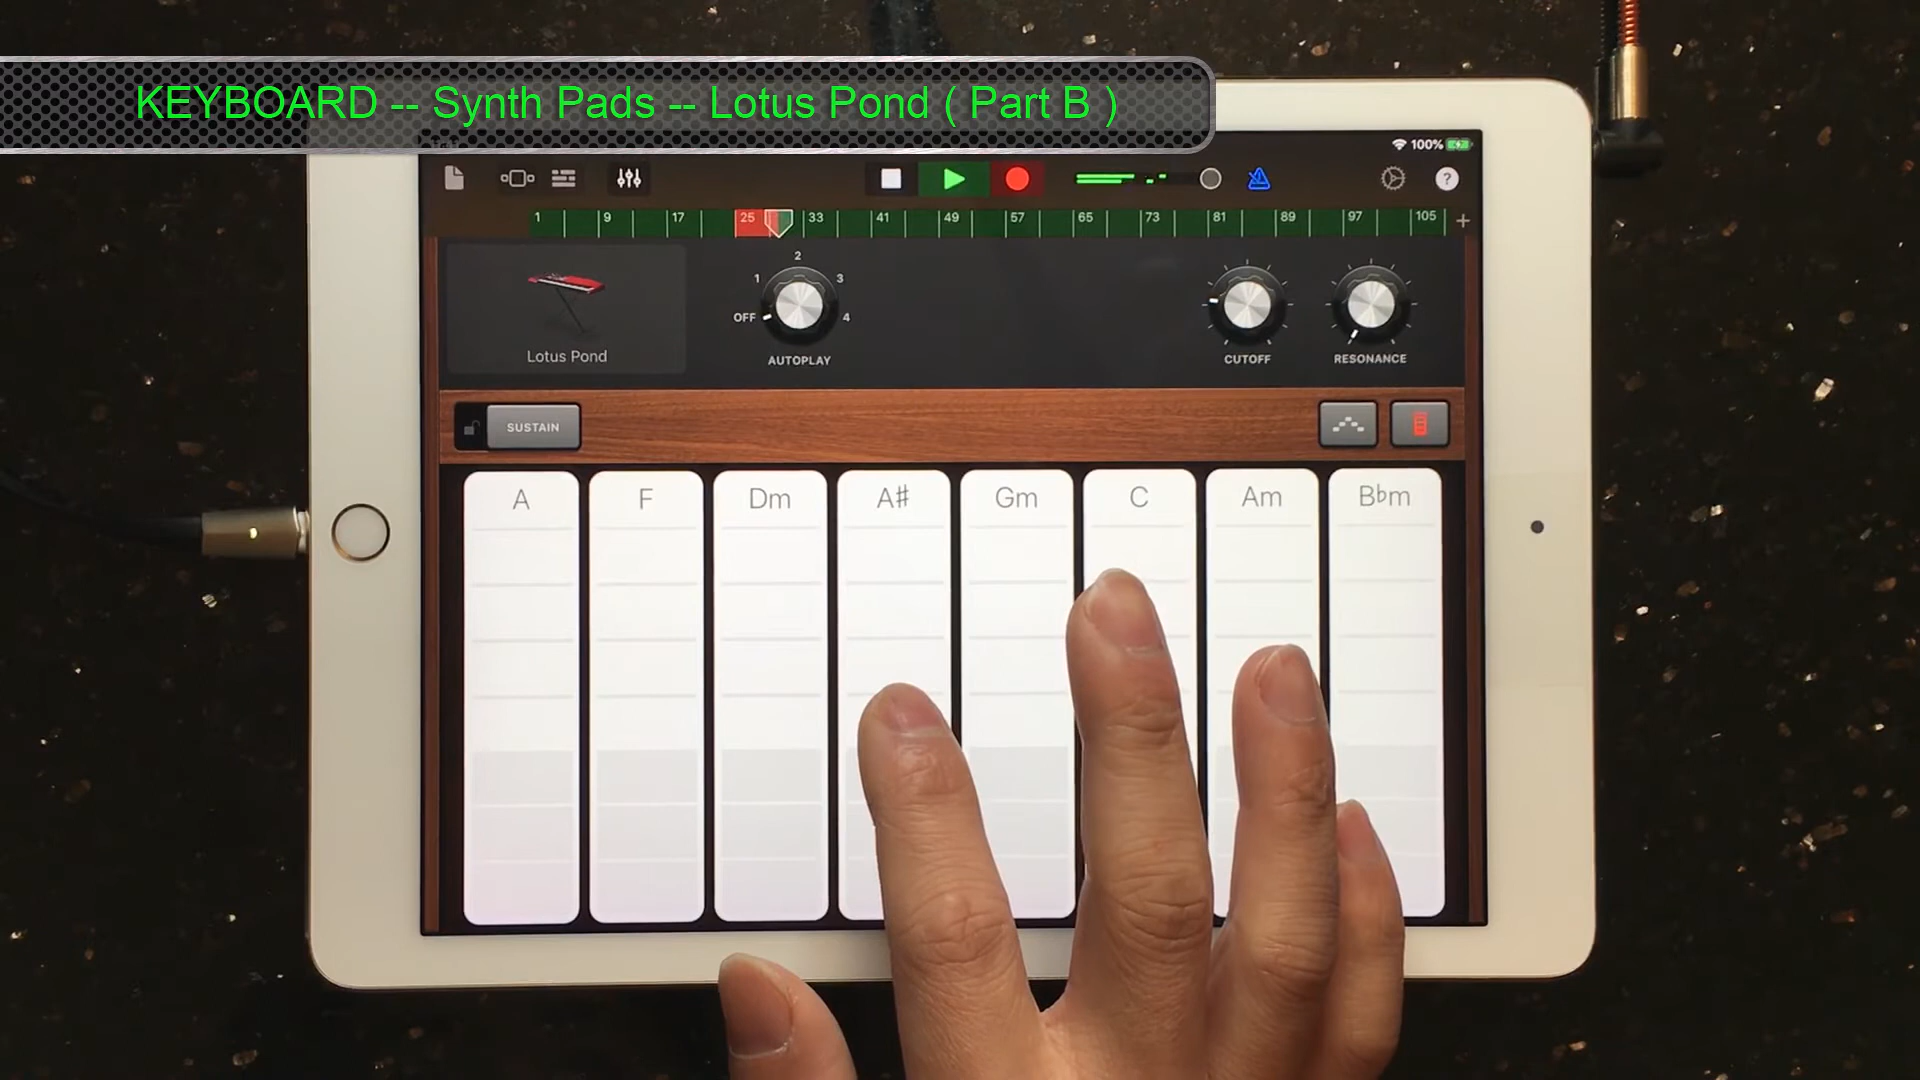 KEYBOARD -- Synth Pads -- Lotus Pond ( Part B )
100%
?
1 9 17 25 33 41 49 57 65 73 81 89 97 105 +
2
1 3
OFF 4
Lotus Pond
AUTOPLAY
CUTOFF
RESONANCE
SUSTAIN
A F Dm A♯ Gm C Am B♭m